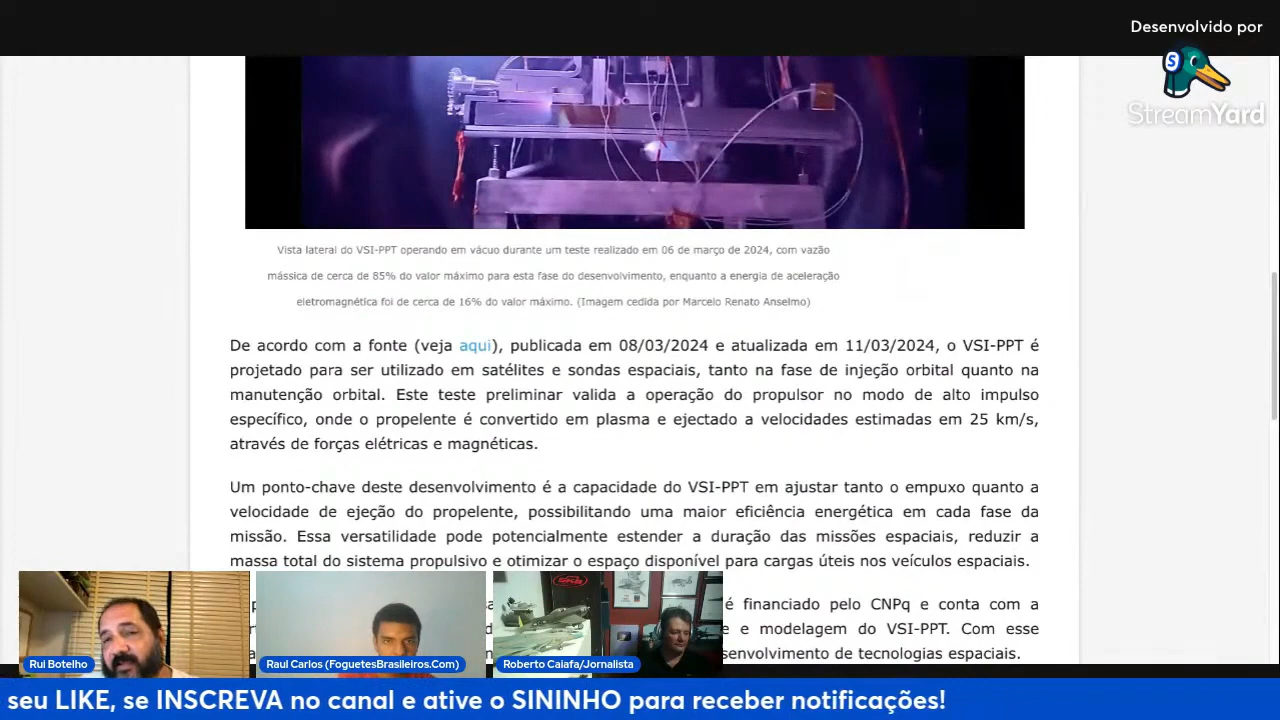 Desenvolvido por
S
StreamYard
Vista lateral do VSI-PPT operando em vácuo durante um teste realizado em 06 de março de 2024, com vazão
mássica de cerca de 85% do valor máximo para esta fase do desenvolvimento, enquanto a energia de aceleração
eletromagnética foi de cerca de 16% do valor máximo. (Imagem cedida por Marcelo Renato Anselmo)
De acordo com a fonte (veja aqui), publicada em 08/03/2024 e atualizada em 11/03/2024, o VSI-PPT é
projetado para ser utilizado em satélites e sondas espaciais, tanto na fase de injeção orbital quanto na
manutenção orbital. Este teste preliminar valida a operação do propulsor no modo de alto impulso
específico, onde o propelente é convertido em plasma e ejectado a velocidades estimadas em 25 km/s,
através de forças elétricas e magnéticas.
Um ponto-chave deste desenvolvimento é a capacidade do VSI-PPT em ajustar tanto o empuxo quanto a
velocidade de ejeção do propelente, possibilitando uma maior eficiência energética em cada fase da
missão. Essa versatilidade pode potencialmente estender a duração das missões espaciais, reduzir a
massa total do sistema propulsivo e otimizar o espaço disponível para cargas úteis nos veículos espaciais.
é financiado pelo CNPq e conta com a
e modelagem do VSI-PPT. Com esse
tecnologias espaciais.
Rui Botelho
Raul Carlos (FoguetesBrasileiros.Com)
Roberto Caiafa/Jornalista
seu LIKE, se INSCREVA no canal e ative o SININHO para receber notificações!